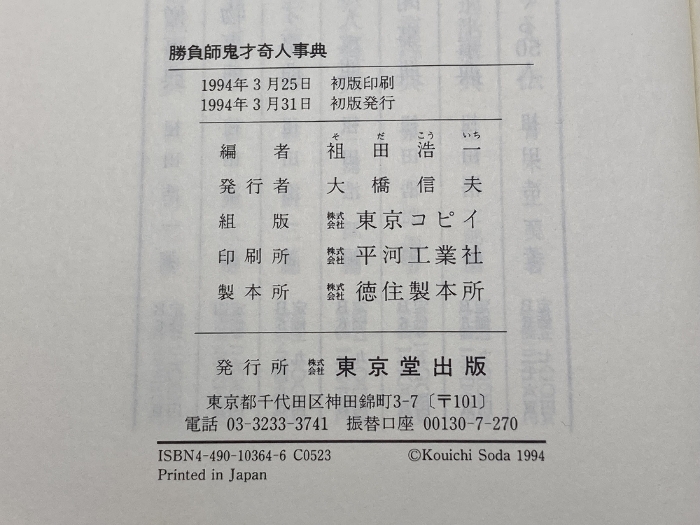 勝負師鬼才奇人事典
1994年3月25日 初版印刷
1994年3月31日 初版発行
そ だ こう いち
編者 祖田浩一
発行者 大橋信夫
組版 株式会社 東京コピイ
印刷所 株式会社 平河工業社
製本所 株式会社 徳住製本所
発行所 株式会社 東京堂出版
東京都千代田区神田錦町3-7〔〒101〕
電話 03-3233-3741 振替口座 00130-7-270
ISBN4-490-10364-6 C0523 ©Kouichi Soda 1994
Printed in Japan